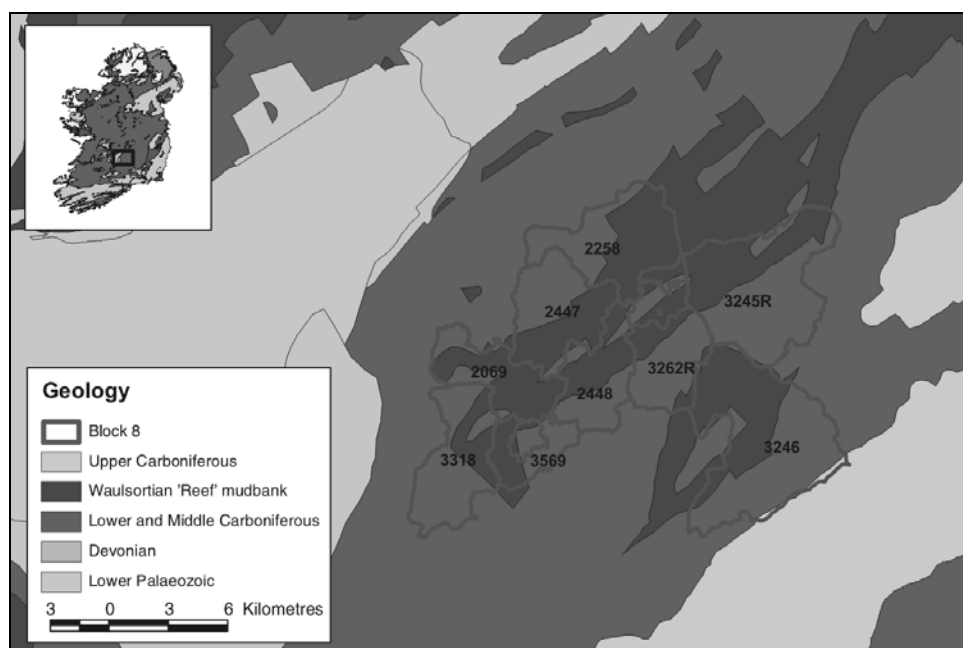 2258
3245R
2447
2069
3262R
2448
3246
3318
3569
Geology
Block 8
Upper Carboniferous
Waulsortian 'Reef' mudbank
Lower and Middle Carboniferous
Devonian
Lower Palaeozoic
3 0 3 6 Kilometres